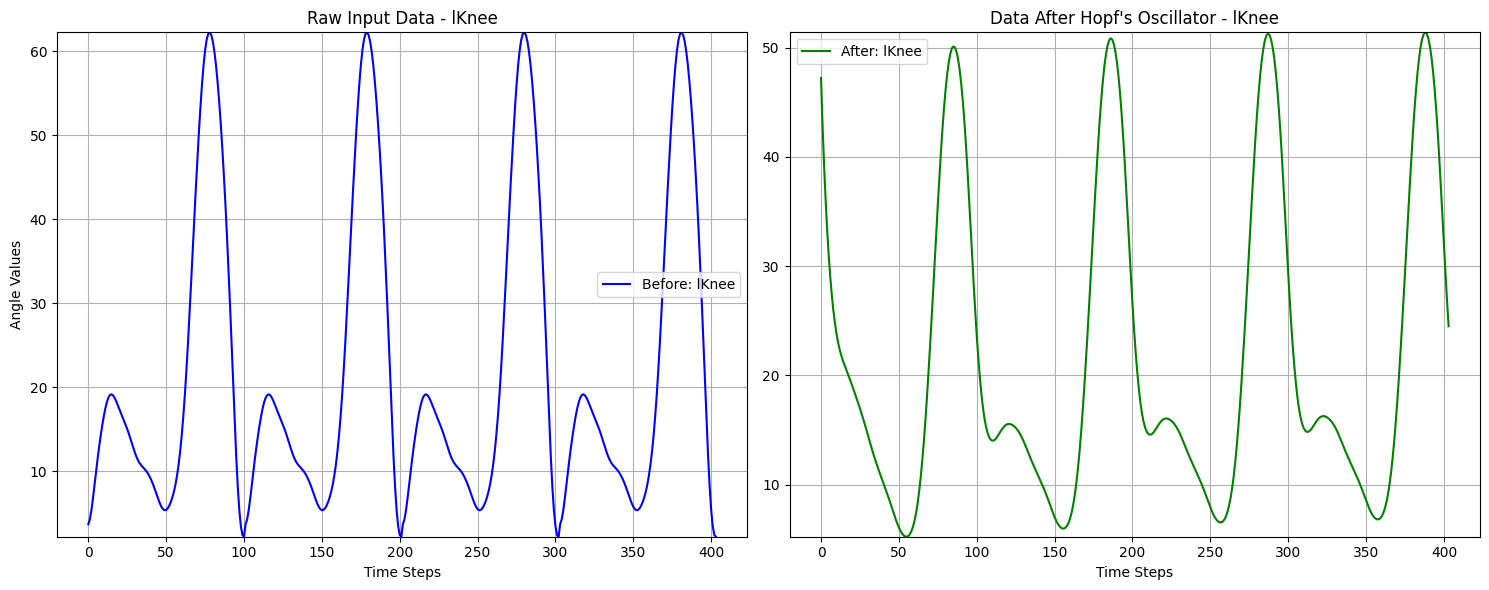 Raw Input Data - lKnee
Data After Hopf's Oscillator - lKnee
Angle Values
60
50
40
30
20
10
Before: lKnee
0 50 100 150 200 250 300 350 400
Time Steps
After: lKnee
50
40
30
20
10
0 50 100 150 200 250 300 350 400
Time Steps